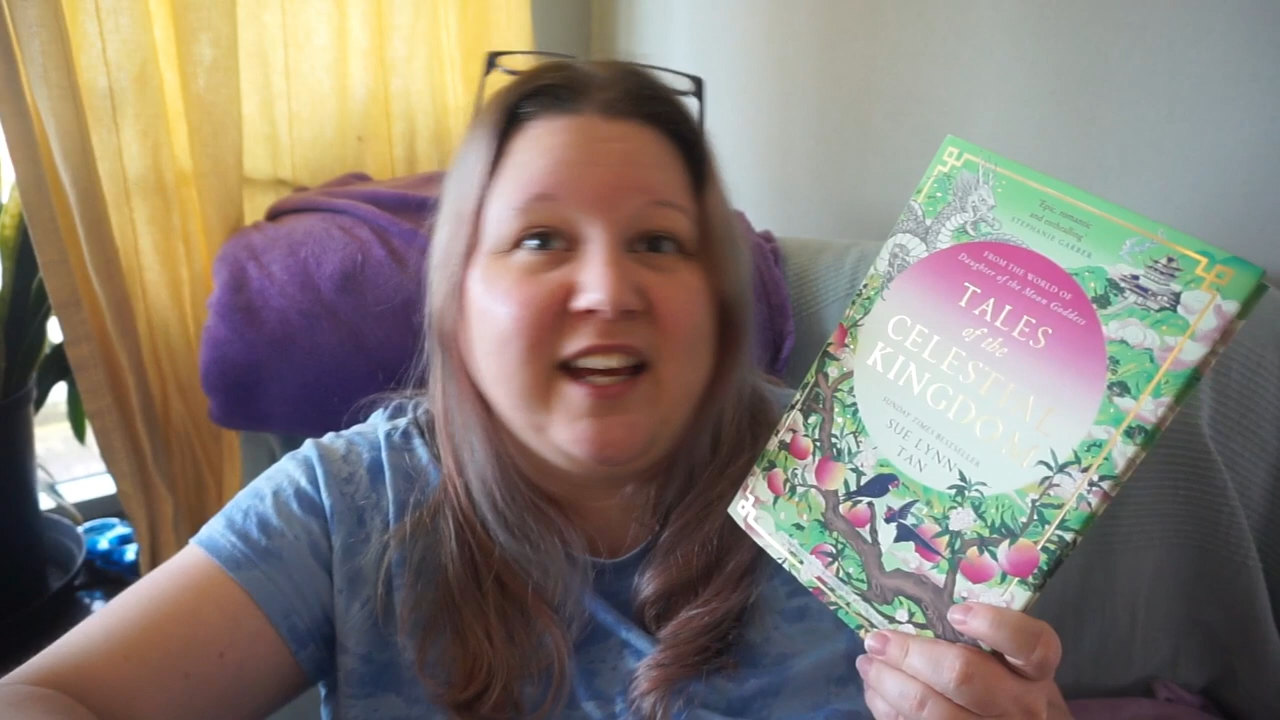 "Epic, romantic
and enthralling"
STEPHANIE GARBER
FROM THE WORLD OF
Daughter of the Moon Goddess
TALES
of the
CELESTIAL
KINGDOM
SUNDAY TIMES BESTSELLER
SUE LYNN
TAN